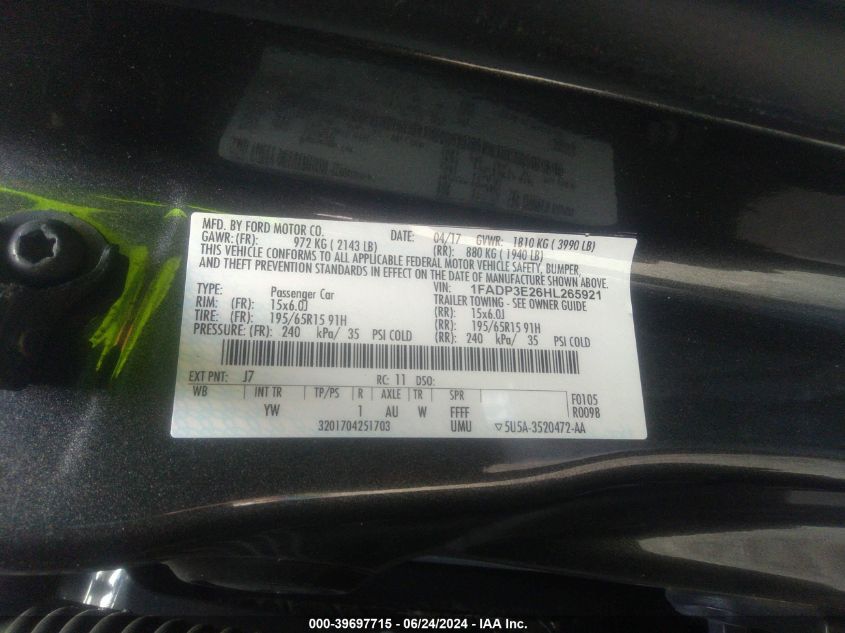 MFD. BY FORD MOTOR CO. DATE: 04/17 GVWR: 1810 KG ( 3990 LB)
GAWR: (FR) 972 KG ( 2143 LB) (RR) 880 KG ( 1940 LB)
THIS VEHICLE CONFORMS TO ALL APPLICABLE FEDERAL MOTOR VEHICLE SAFETY, BUMPER,
AND THEFT PREVENTION STANDARDS IN EFFECT ON THE DATE OF MANUFACTURE SHOWN ABOVE.
VIN: 1FADP3E26HL265921
TYPE: Passenger Car TRAILER TOWING - SEE OWNER GUIDE
RIM: (FR) 15x6.0J (RR) 15x6.0J
TIRE: (FR) 195/65R15 91H (RR) 195/65R15 91H
PRESSURE: (FR) 240 kPa/ 35 PSI COLD (RR) 240 kPa/ 35 PSI COLD
EXT PNT: J7 RC: 11 DSO:
WB INT TR TP/PS R AXLE TR SPR F0105
YW 1 AU W FFFF R0098
3201704251703 UMU 5U5A-3520472-AA
000-39697715 - 06/24/2024 - IAA Inc.